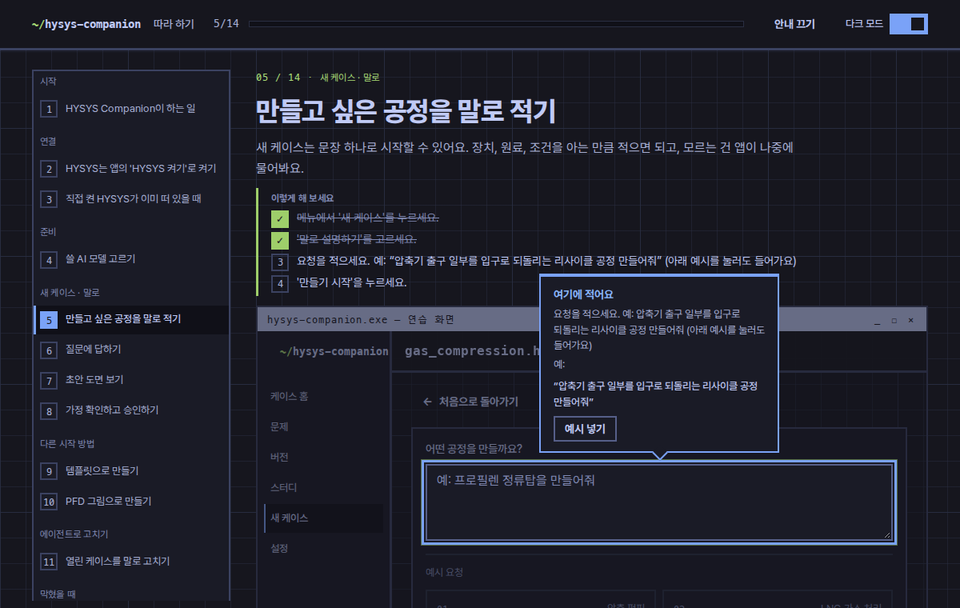 ~/hysys-companion 따라 하기 5/14 안내 끄기 다크 모드
시작
1 HYSYS Companion이 하는 일
연결
2 HYSYS는 앱의 'HYSYS 켜기'로 켜기
3 직접 켠 HYSYS가 이미 떠 있을 때
준비
4 쓸 AI 모델 고르기
새 케이스 · 말로
5 만들고 싶은 공정을 말로 적기
6 질문에 답하기
7 초안 도면 보기
8 가정 확인하고 승인하기
다른 시작 방법
9 템플릿으로 만들기
10 PFD 그림으로 만들기
에이전트로 고치기
11 열린 케이스를 말로 고치기
막혔을 때
05 / 14 · 새 케이스 · 말로
만들고 싶은 공정을 말로 적기
새 케이스는 문장 하나로 시작할 수 있어요. 장치, 원료, 조건을 아는 만큼 적으면 되고, 모르는 건 앱이 나중에
물어봐요.
이렇게 해 보세요
✓ 메뉴에서 '새 케이스'를 누르세요.
✓ '말로 설명하기'를 고르세요.
3 요청을 적으세요. 예: “압축기 출구 일부를 입구로 되돌리는 리사이클 공정 만들어줘” (아래 예시를 눌러도 들어가요)
4 '만들기 시작'을 누르세요.
hysys-companion.exe — 연습 화면
~/hysys-companion
gas_compression.h
케이스 홈
문제
버전
스터디
새 케이스
설정
← 처음으로 돌아가기
어떤 공정을 만들까요?
여기에 적어요
요청을 적으세요. 예: 압축기 출구 일부를 입구로
되돌리는 리사이클 공정 만들어줘 (아래 예시를 눌러도
들어가요)
예:
“압축기 출구 일부를 입구로 되돌리는 리사이클 공정
만들어줘”
예시 넣기
예: 프로필렌 정류탑을 만들어줘
예시 요청